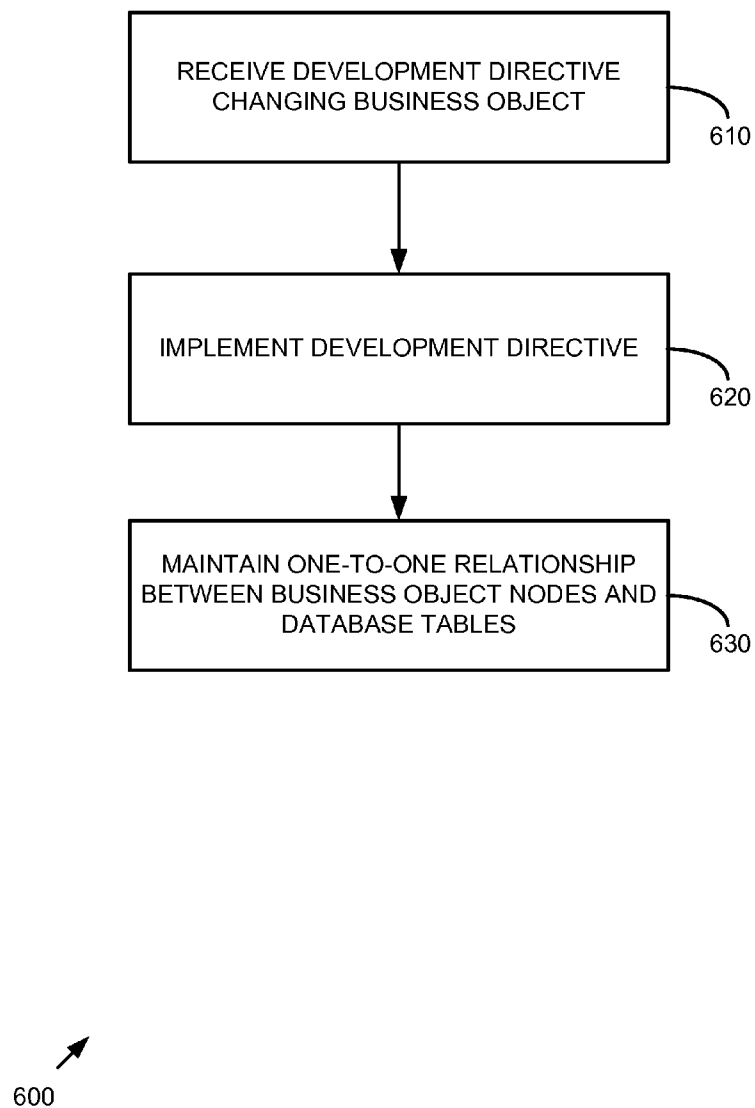 RECEIVE DEVELOPMENT DIRECTIVE
CHANGING BUSINESS OBJECT
610
IMPLEMENT DEVELOPMENT DIRECTIVE
620
MAINTAIN ONE-TO-ONE RELATIONSHIP
BETWEEN BUSINESS OBJECT NODES AND
DATABASE TABLES
630
600